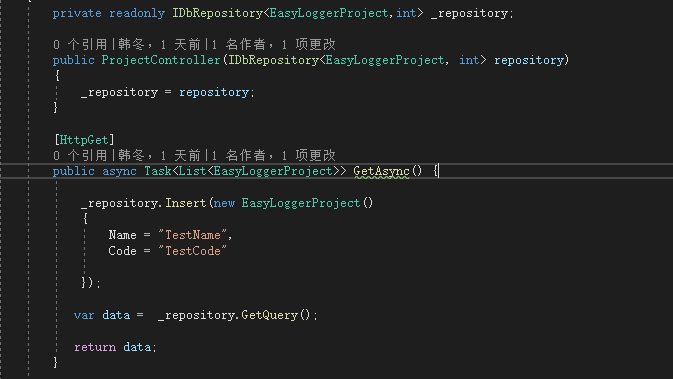 private readonly IDbRepository<EasyLoggerProject,int> _repository;
0 个引用|韩冬，1 天前|1 名作者，1 项更改
public ProjectController(IDbRepository<EasyLoggerProject, int> repository)
{
_repository = repository;
}
[HttpGet]
0 个引用|韩冬，1 天前|1 名作者，1 项更改
public async Task<List<EasyLoggerProject>> GetAsync() {
_repository.Insert(new EasyLoggerProject()
{
Name = "TestName",
Code = "TestCode"
});
var data =  _repository.GetQuery();
return data;
}